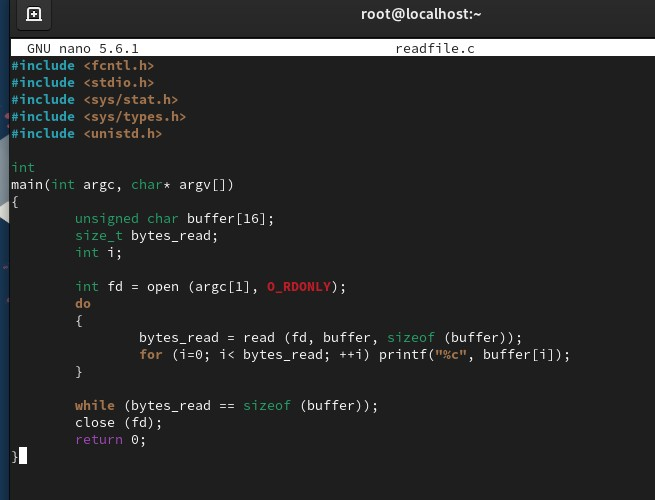 root@localhost:~
GNU nano 5.6.1 readfile.c
#include <fcntl.h>
#include <stdio.h>
#include <sys/stat.h>
#include <sys/types.h>
#include <unistd.h>
int
main(int argc, char* argv[])
{
unsigned char buffer[16];
size_t bytes_read;
int i;
int fd = open (argc[1], O_RDONLY);
do
{
bytes_read = read (fd, buffer, sizeof (buffer));
for (i=0; i< bytes_read; ++i) printf("%c", buffer[i]);
}
while (bytes_read == sizeof (buffer));
close (fd);
return 0;
}